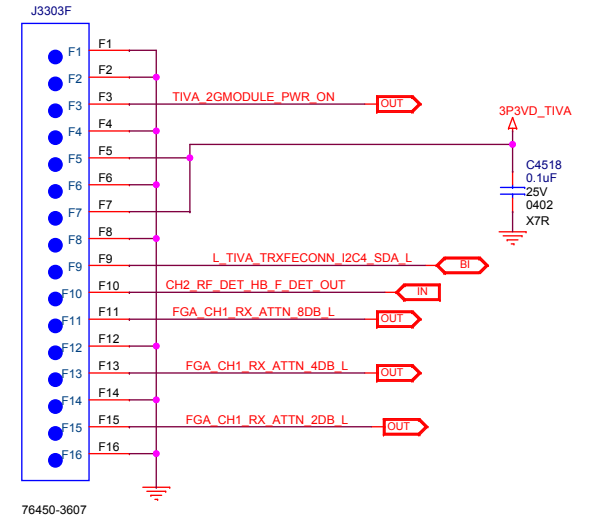 J3303F
F1 F1
F2 F2
F3 F3 TIVA_2GMODULE_PWR_ON OUT
3P3VD_TIVA
F4 F4
F5 F5
F6 F6
F7 F7
C4518
0.1uF
25V
0402
X7R
F8 F8
F9 F9 L_TIVA_TRXFECONN_I2C4_SDA_L BI
F10 F10 CH2_RF_DET_HB_F_DET_OUT IN
F11 F11 FGA_CH1_RX_ATTN_8DB_L OUT
F12 F12
F13 F13 FGA_CH1_RX_ATTN_4DB_L OUT
F14 F14
F15 F15 FGA_CH1_RX_ATTN_2DB_L OUT
F16 F16
76450-3607